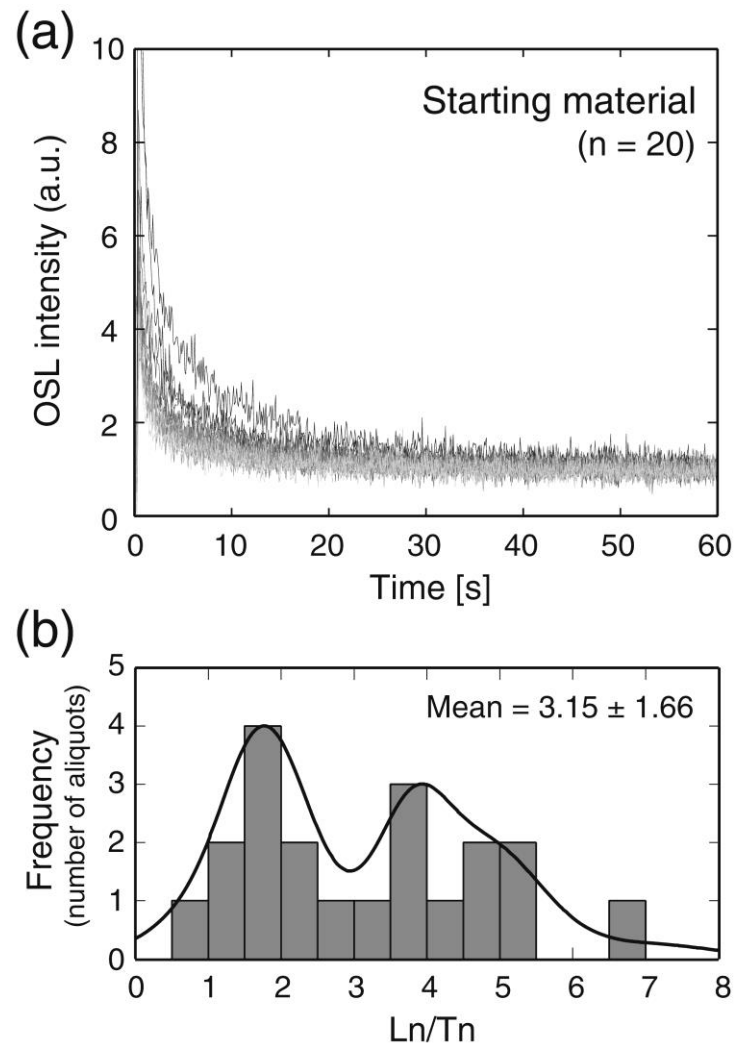 (a)
10
8
6
4
2
0
OSL intensity (a.u.)
Starting material
(n = 20)
0 10 20 30 40 50 60
Time [s]
(b)
5
4
3
2
1
0
Frequency
(number of aliquots)
Mean = 3.15 ± 1.66
0 1 2 3 4 5 6 7 8
Ln/Tn